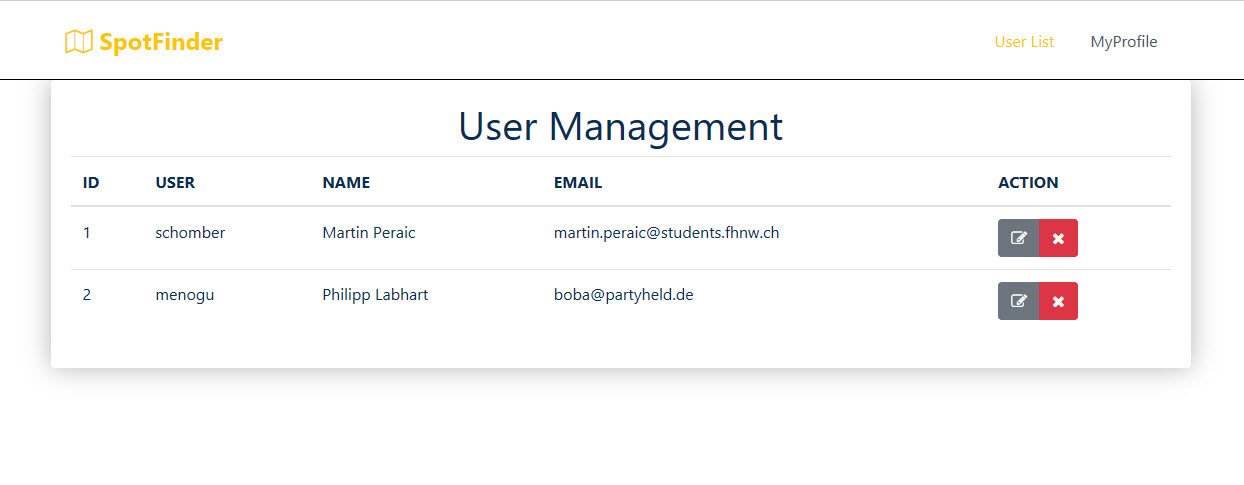 SpotFinder User List MyProfile
User Management
ID USER NAME EMAIL ACTION
1 schomber Martin Peraic martin.peraic@students.fhnw.ch
2 menogu Philipp Labhart boba@partyheld.de